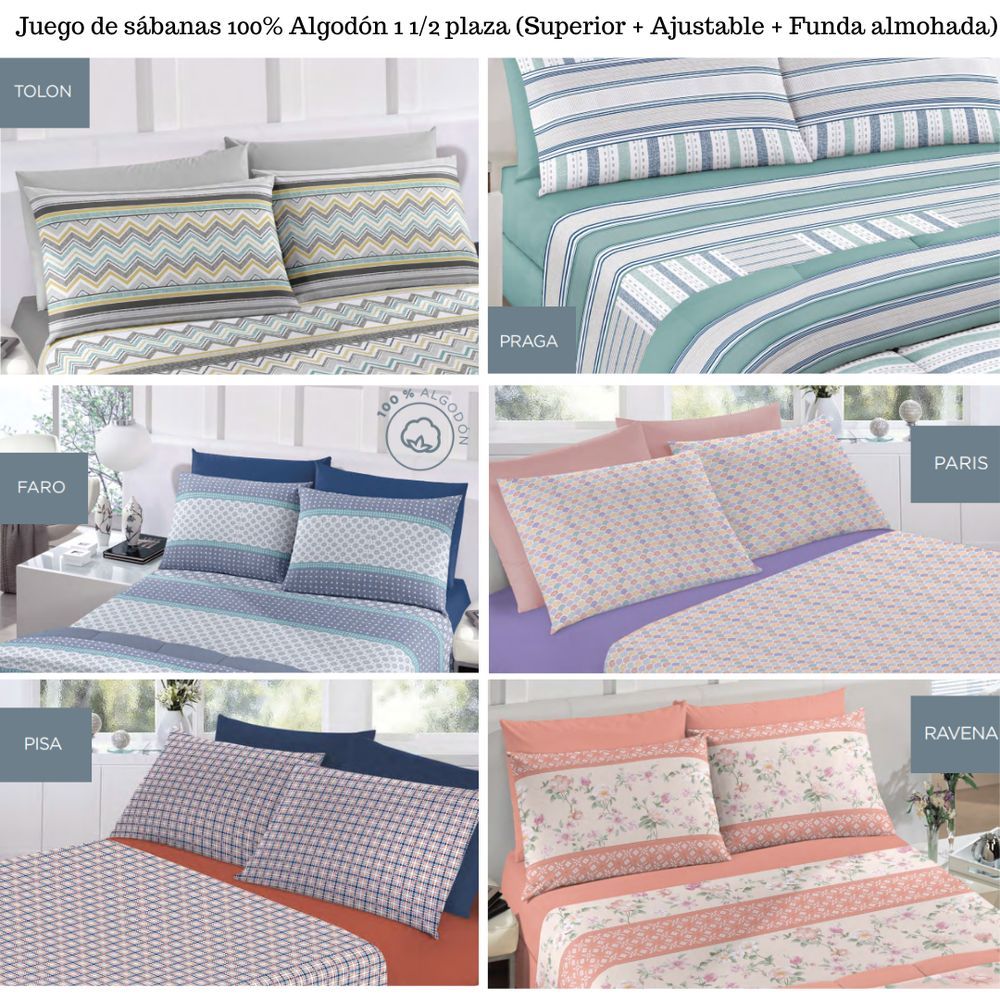 Juego de sábanas 100% Algodón 1 1/2 plaza (Superior + Ajustable + Funda almohada)
TOLON
PRAGA
100 % ALGODÓN
FARO
PARIS
PISA
RAVENA